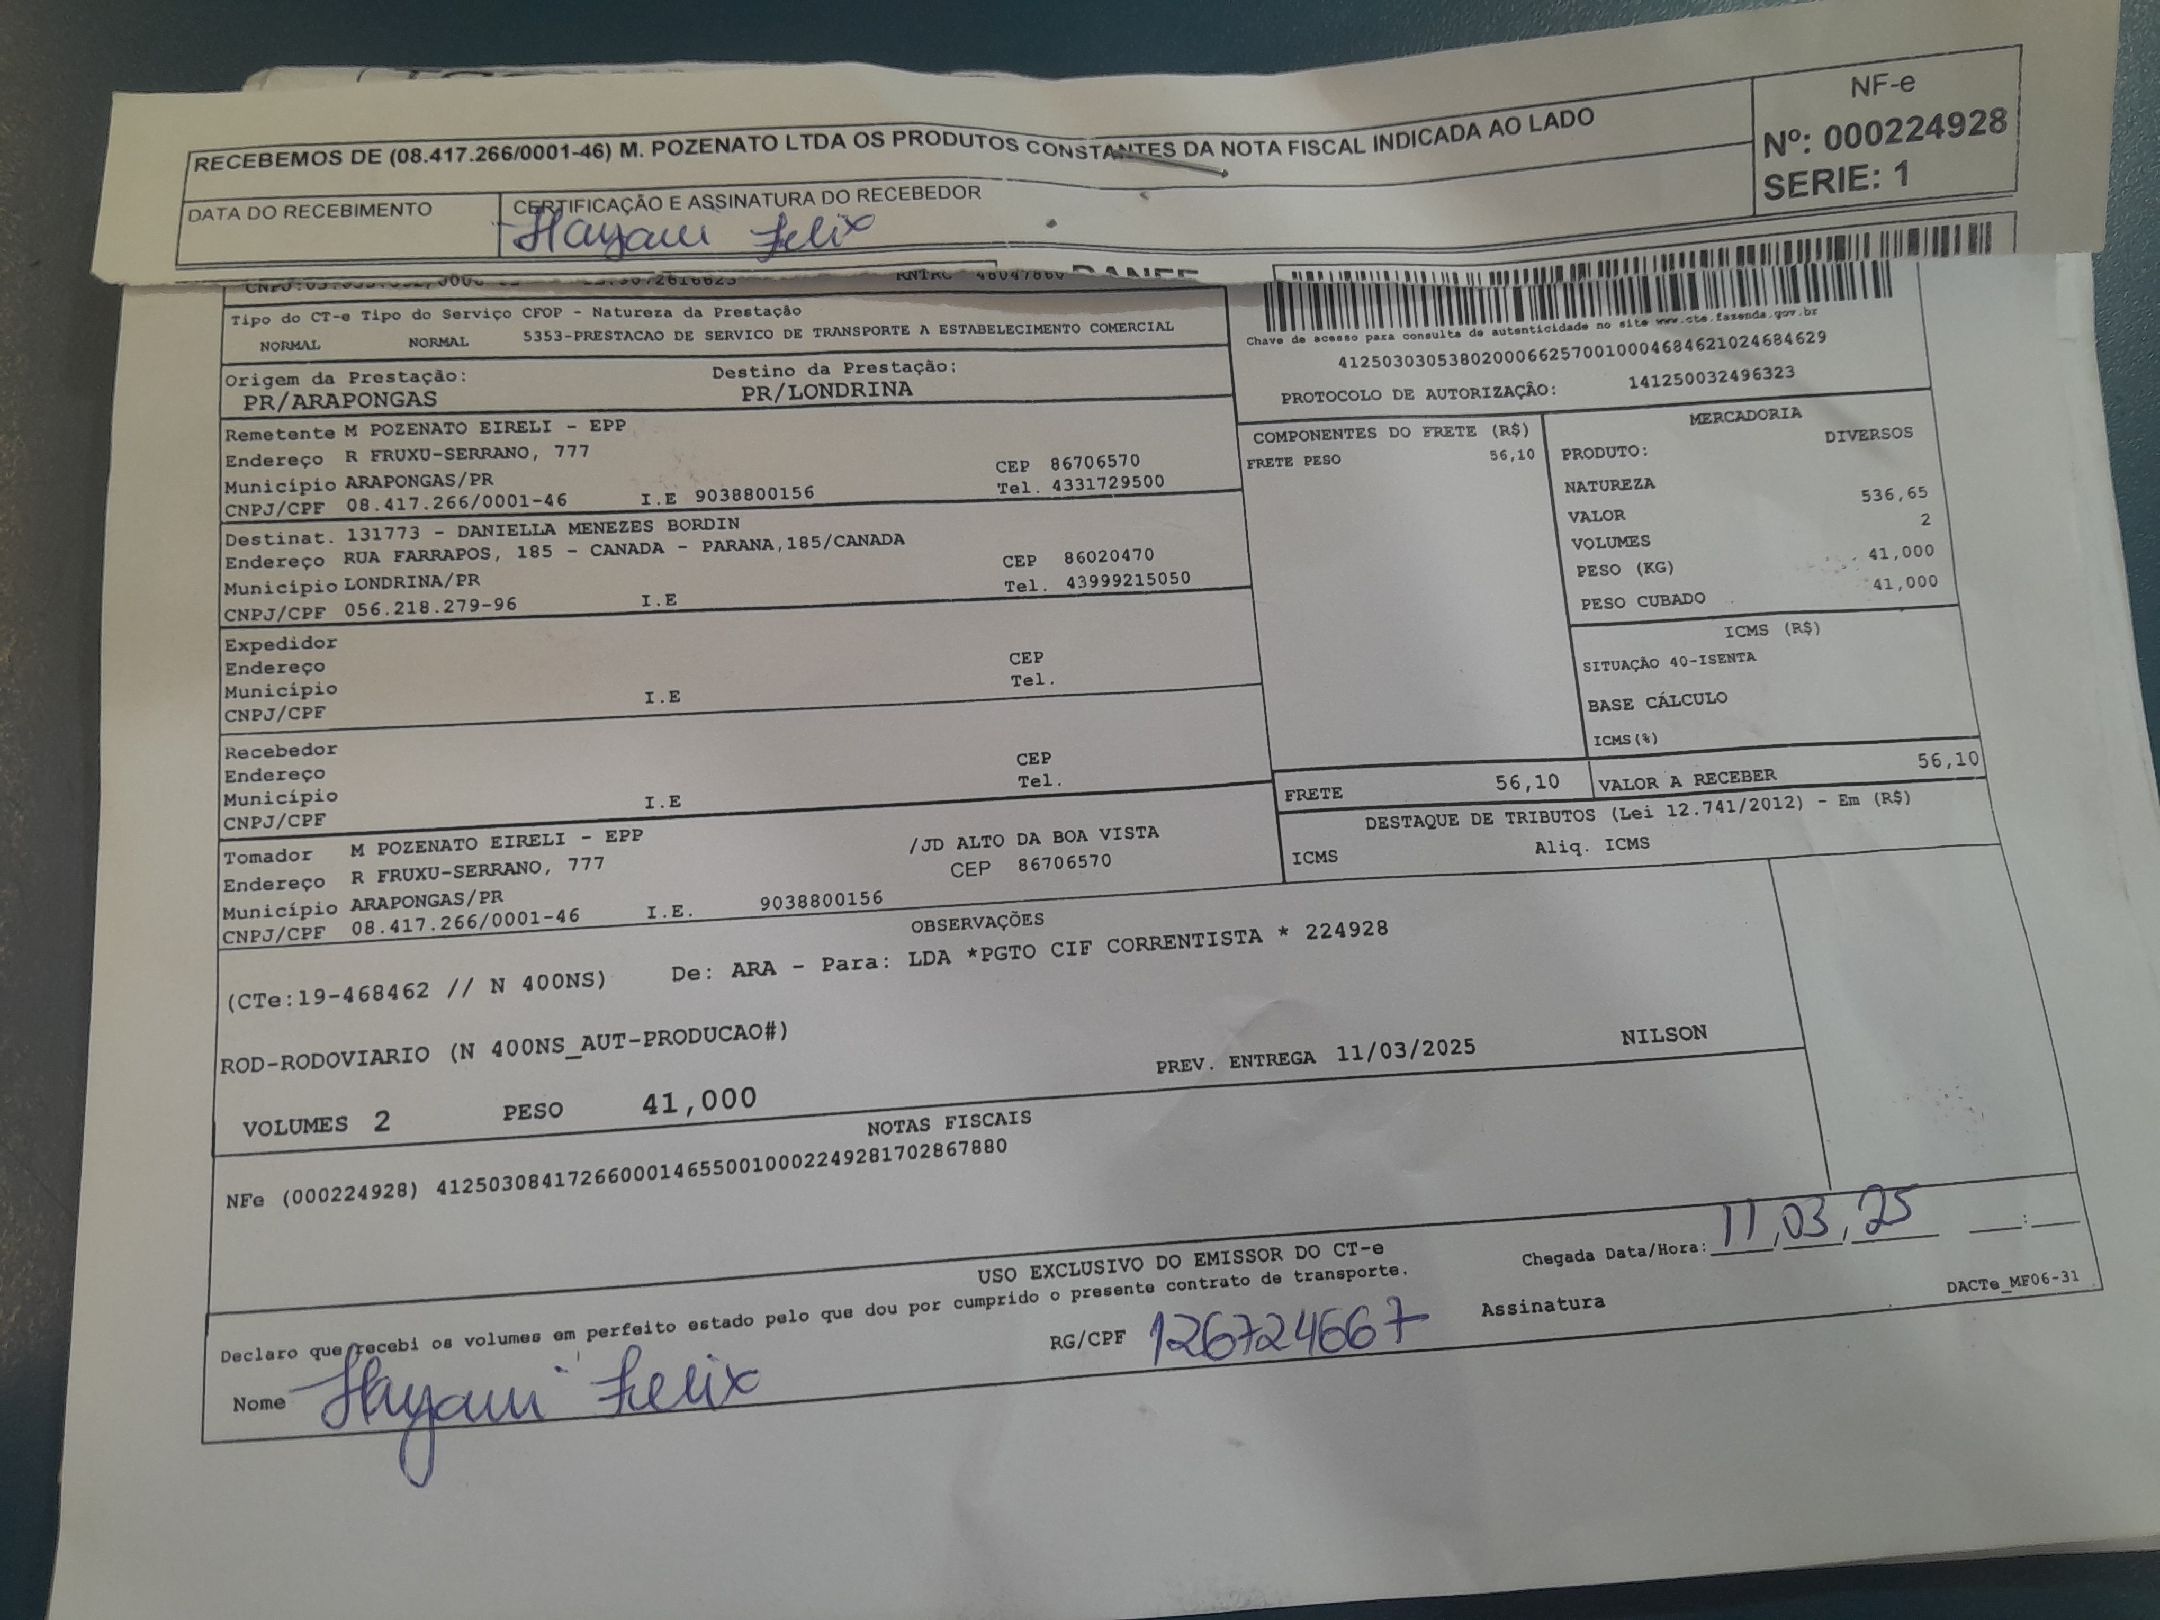 NF-e
RECEBEMOS DE (08.417.266/0001-46) M. POZENATO LTDA OS PRODUTOS CONSTANTES DA NOTA FISCAL INDICADA AO LADO
Nº: 000224928
SERIE: 1
DATA DO RECEBIMENTO
CERTIFICAÇÃO E ASSINATURA DO RECEBEDOR
Hayani Felix
RNTRC 48047860 DANFE
Tipo do CT-e Tipo do Serviço CFOP - Natureza da Prestação
NORMAL NORMAL 5353-PRESTACAO DE SERVICO DE TRANSPORTE A ESTABELECIMENTO COMERCIAL
Chave de acesso para consulta de autenticidade no site www.cte.fazenda.gov.br
41250303053802000662570010004684621024684629
PROTOCOLO DE AUTORIZAÇÃO: 141250032496323
Origem da Prestação: Destino da Prestação:
PR/ARAPONGAS PR/LONDRINA
Remetente M POZENATO EIRELI - EPP
Endereço R FRUXU-SERRANO, 777 CEP 86706570
Município ARAPONGAS/PR Tel. 4331729500
CNPJ/CPF 08.417.266/0001-46 I.E 9038800156
Destinat. 131773 - DANIELLA MENEZES BORDIN
Endereço RUA FARRAPOS, 185 - CANADA - PARANA,185/CANADA CEP 86020470
Município LONDRINA/PR Tel. 43999215050
CNPJ/CPF 056.218.279-96 I.E
Expedidor
Endereço CEP
Município Tel.
CNPJ/CPF I.E
Recebedor
Endereço CEP
Município Tel.
CNPJ/CPF I.E
Tomador M POZENATO EIRELI - EPP /JD ALTO DA BOA VISTA
Endereço R FRUXU-SERRANO, 777 CEP 86706570
Município ARAPONGAS/PR
CNPJ/CPF 08.417.266/0001-46 I.E. 9038800156
COMPONENTES DO FRETE (R$)
FRETE PESO 56,10
MERCADORIA
PRODUTO: DIVERSOS
NATUREZA
VALOR 536,65
VOLUMES 2
PESO (KG) 41,000
PESO CUBADO 41,000
ICMS (R$)
SITUAÇÃO 40-ISENTA
BASE CÁLCULO
ICMS(%)
FRETE 56,10 VALOR A RECEBER 56,10
DESTAQUE DE TRIBUTOS (Lei 12.741/2012) - Em (R$)
ICMS Aliq. ICMS
OBSERVAÇÕES
(CTe:19-468462 // N 400NS) De: ARA - Para: LDA *PGTO CIF CORRENTISTA * 224928
ROD-RODOVIARIO (N 400NS_AUT-PRODUCAO#)
PREV. ENTREGA 11/03/2025 NILSON
VOLUMES 2 PESO 41,000
NOTAS FISCAIS
NFe (000224928) 41250308417266000146550010002249281702867880
USO EXCLUSIVO DO EMISSOR DO CT-e
Chegada Data/Hora: 11,03,25 __:__
Declaro que recebi os volumes em perfeito estado pelo que dou por cumprido o presente contrato de transporte.
DACTe_MF06-31
Nome Hayani Felix RG/CPF 126724667 Assinatura